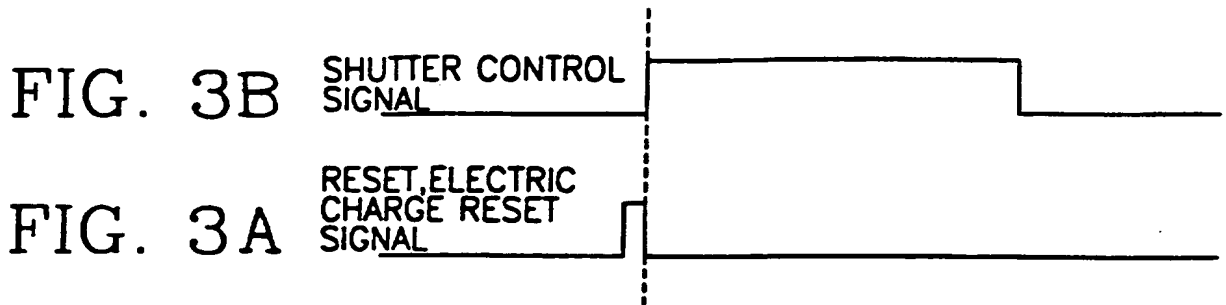 FIG. 3B
SHUTTER CONTROL
SIGNAL
FIG. 3A
RESET,ELECTRIC
CHARGE RESET
SIGNAL